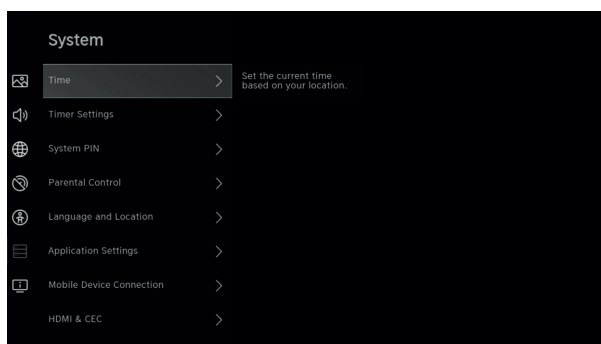 System
Time
Set the current time
based on your location.
Timer Settings
System PIN
Parental Control
Language and Location
Application Settings
Mobile Device Connection
HDMI & CEC